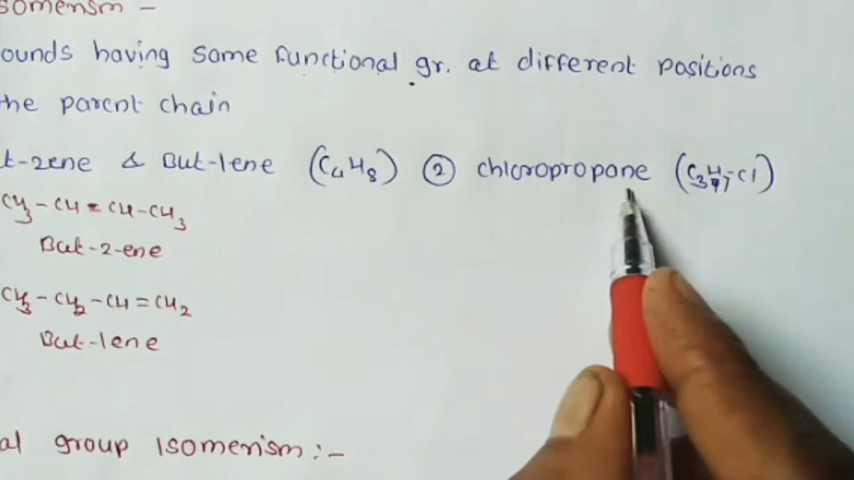 somerism -
ounds having same functional gr. at different positions
the parent chain
t-2ene & But-1ene (C4H8) ② chloropropane (C3H7-Cl)
CH3-CH=CH-CH3
But-2-ene
CH3-CH2-CH=CH2
But-1ene
al group Isomerism :-